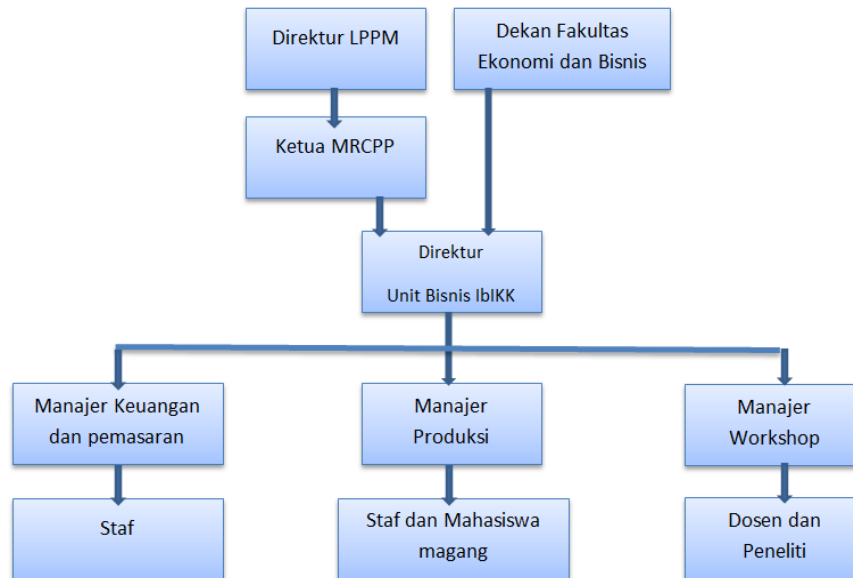 Direktur LPPM
Dekan Fakultas
Ekonomi dan Bisnis
Ketua MRCPP
Direktur
Unit Bisnis IbIKK
Manajer Keuangan
dan pemasaran
Manajer
Produksi
Manajer
Workshop
Staf
Staf dan Mahasiswa
magang
Dosen dan
Peneliti